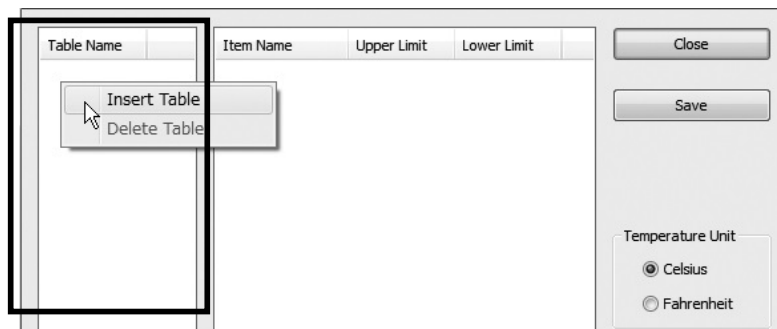 Table Name
Item Name Upper Limit Lower Limit
Close
Insert Table
Delete Table
Save
Temperature Unit
Celsius
Fahrenheit